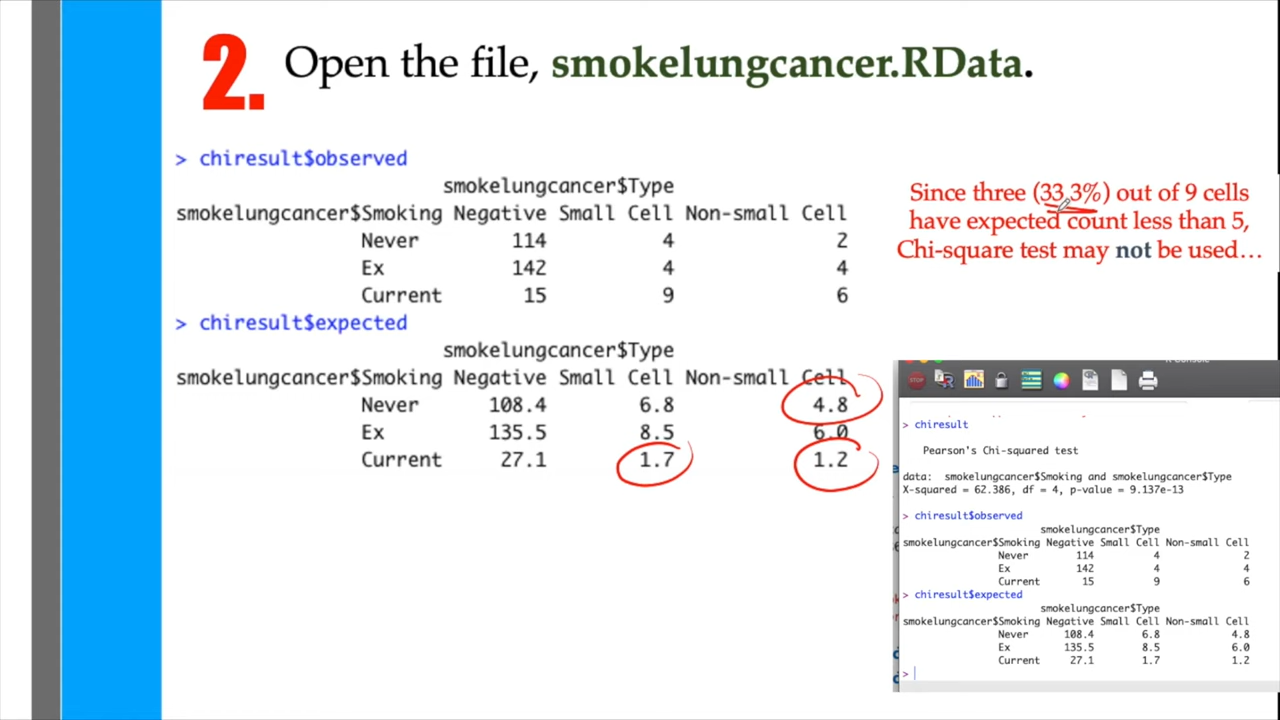 2. Open the file, smokelungcancer.RData.
> chiresult$observed
smokelungcancer$Type
smokelungcancer$Smoking Negative Small Cell Non-small Cell
Never 114 4 2
Ex 142 4 4
Current 15 9 6
> chiresult$expected
smokelungcancer$Type
smokelungcancer$Smoking Negative Small Cell Non-small Cell
Never 108.4 6.8 4.8
Ex 135.5 8.5 6.0
Current 27.1 1.7 1.2
Since three (33.3%) out of 9 cells
have expected count less than 5,
Chi-square test may not be used...
R Console
STOP
> chiresult
Pearson's Chi-squared test
data: smokelungcancer$Smoking and smokelungcancer$Type
X-squared = 62.386, df = 4, p-value = 9.137e-13
> chiresult$observed
smokelungcancer$Type
smokelungcancer$Smoking Negative Small Cell Non-small Cell
Never 114 4 2
Ex 142 4 4
Current 15 9 6
> chiresult$expected
smokelungcancer$Type
smokelungcancer$Smoking Negative Small Cell Non-small Cell
Never 108.4 6.8 4.8
Ex 135.5 8.5 6.0
Current 27.1 1.7 1.2
>